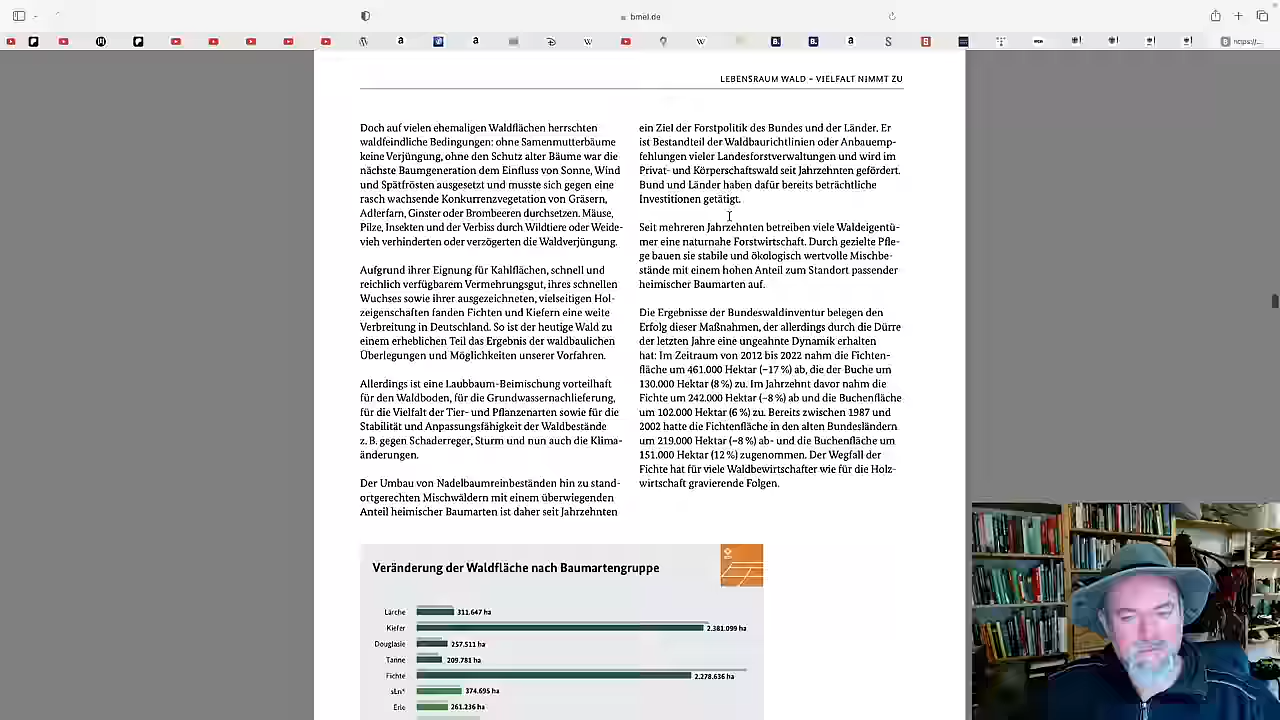 bmel.de
https://...
LEBENSRAUM WALD – VIELFALT NIMMT ZU
Doch auf vielen ehemaligen Waldflächen herrschten
waldfeindliche Bedingungen: ohne Samenmutterbäume
keine Verjüngung, ohne den Schutz alter Bäume war die
nächste Baumgeneration dem Einfluss von Sonne, Wind
und Spätfrösten ausgesetzt und musste sich gegen eine
rasch wachsende Konkurrenzvegetation von Gräsern,
Adlerfarn, Ginster oder Brombeeren durchsetzen. Mäuse,
Pilze, Insekten und der Verbiss durch Wildtiere oder Weide-
vieh verhinderten oder verzögerten die Waldverjüngung.
Aufgrund ihrer Eignung für Kahlflächen, schnell und
reichlich verfügbarem Vermehrungsgut, ihres schnellen
Wuchses sowie ihrer ausgezeichneten, vielseitigen Hol-
zeigenschaften fanden Fichten und Kiefern eine weite
Verbreitung in Deutschland. So ist der heutige Wald zu
einem erheblichen Teil das Ergebnis der waldbaulichen
Überlegungen und Möglichkeiten unserer Vorfahren.
Allerdings ist eine Laubbaum-Beimischung vorteilhaft
für den Waldboden, für die Grundwassernachlieferung,
für die Vielfalt der Tier- und Pflanzenarten sowie für die
Stabilität und Anpassungsfähigkeit der Waldbestände
z. B. gegen Schaderreger, Sturm und nun auch die Klima-
änderungen.
Der Umbau von Nadelbaumreinbeständen hin zu stand-
ortgerechten Mischwäldern mit einem überwiegenden
Anteil heimischer Baumarten ist daher seit Jahrzehnten
ein Ziel der Forstpolitik des Bundes und der Länder. Er
ist Bestandteil der Waldbaurichtlinien oder Anbauemp-
fehlungen vieler Landesforstverwaltungen und wird im
Privat- und Körperschaftswald seit Jahrzehnten gefördert.
Bund und Länder haben dafür bereits beträchtliche
Investitionen getätigt.
Seit mehreren Jahrzehnten betreiben viele Waldeigentü-
mer eine naturnahe Forstwirtschaft. Durch gezielte Pfle-
ge bauen sie stabile und ökologisch wertvolle Mischbe-
stände mit einem hohen Anteil zum Standort passender
heimischer Baumarten auf.
Die Ergebnisse der Bundeswaldinventur belegen den
Erfolg dieser Maßnahmen, der allerdings durch die Dürre
der letzten Jahre eine ungeahnte Dynamik erhalten
hat: Im Zeitraum von 2012 bis 2022 nahm die Fichten-
fläche um 461.000 Hektar (–17 %) ab, die der Buche um
130.000 Hektar (8 %) zu. Im Jahrzehnt davor nahm die
Fichte um 242.000 Hektar (–8 %) ab und die Buchenfläche
um 102.000 Hektar (6 %) zu. Bereits zwischen 1987 und
2002 hatte die Fichtenfläche in den alten Bundesländern
um 219.000 Hektar (–8 %) ab- und die Buchenfläche um
151.000 Hektar (12 %) zugenommen. Der Wegfall der
Fichte hat für viele Waldbewirtschafter wie für die Holz-
wirtschaft gravierende Folgen.
Veränderung der Waldfläche nach Baumartengruppe
Lärche 311.647 ha
Kiefer 2.381.099 ha
Douglasie 257.511 ha
Tanne 209.781 ha
Fichte 2.278.636 ha
sLn* 374.695 ha
Erle 261.236 ha